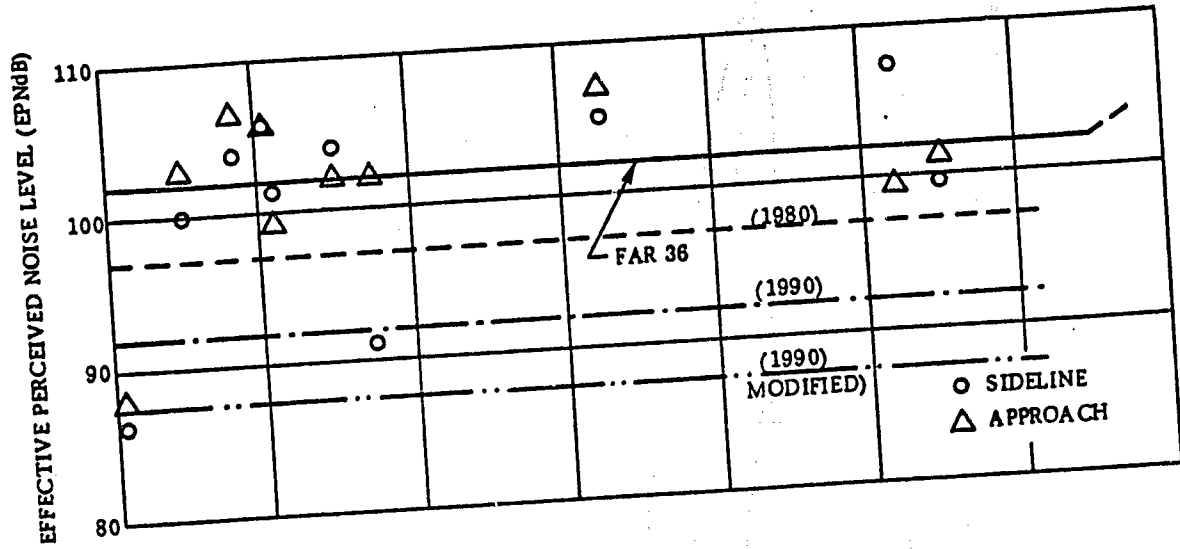 EFFECTIVE PERCEIVED NOISE LEVEL (EPNdB)
110
100
90
80
FAR 36
(1980)
(1990)
(1990)
MODIFIED)
SIDELINE
APPROACH